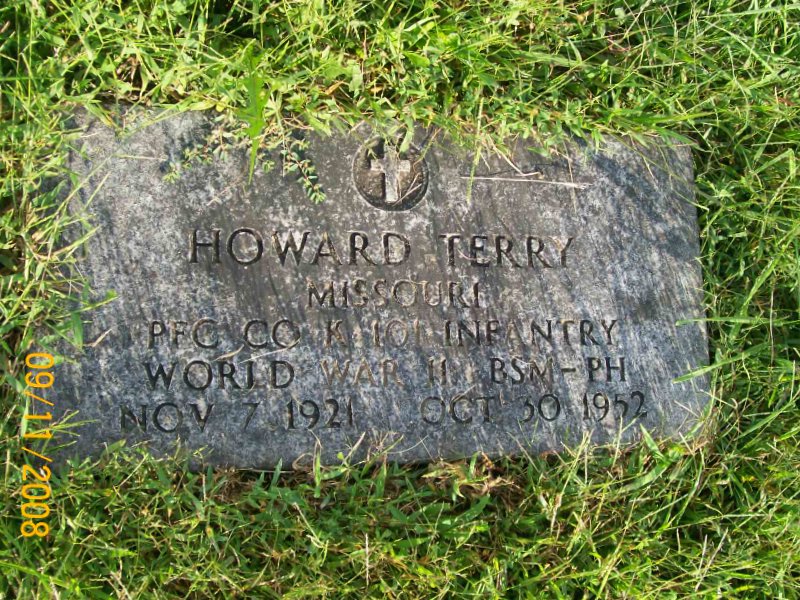 HOWARD TERRY
MISSOURI
PFC CO K 101 INFANTRY
WORLD WAR II BSM-PH
NOV 7 1921 OCT 30 1952
09/11/2008